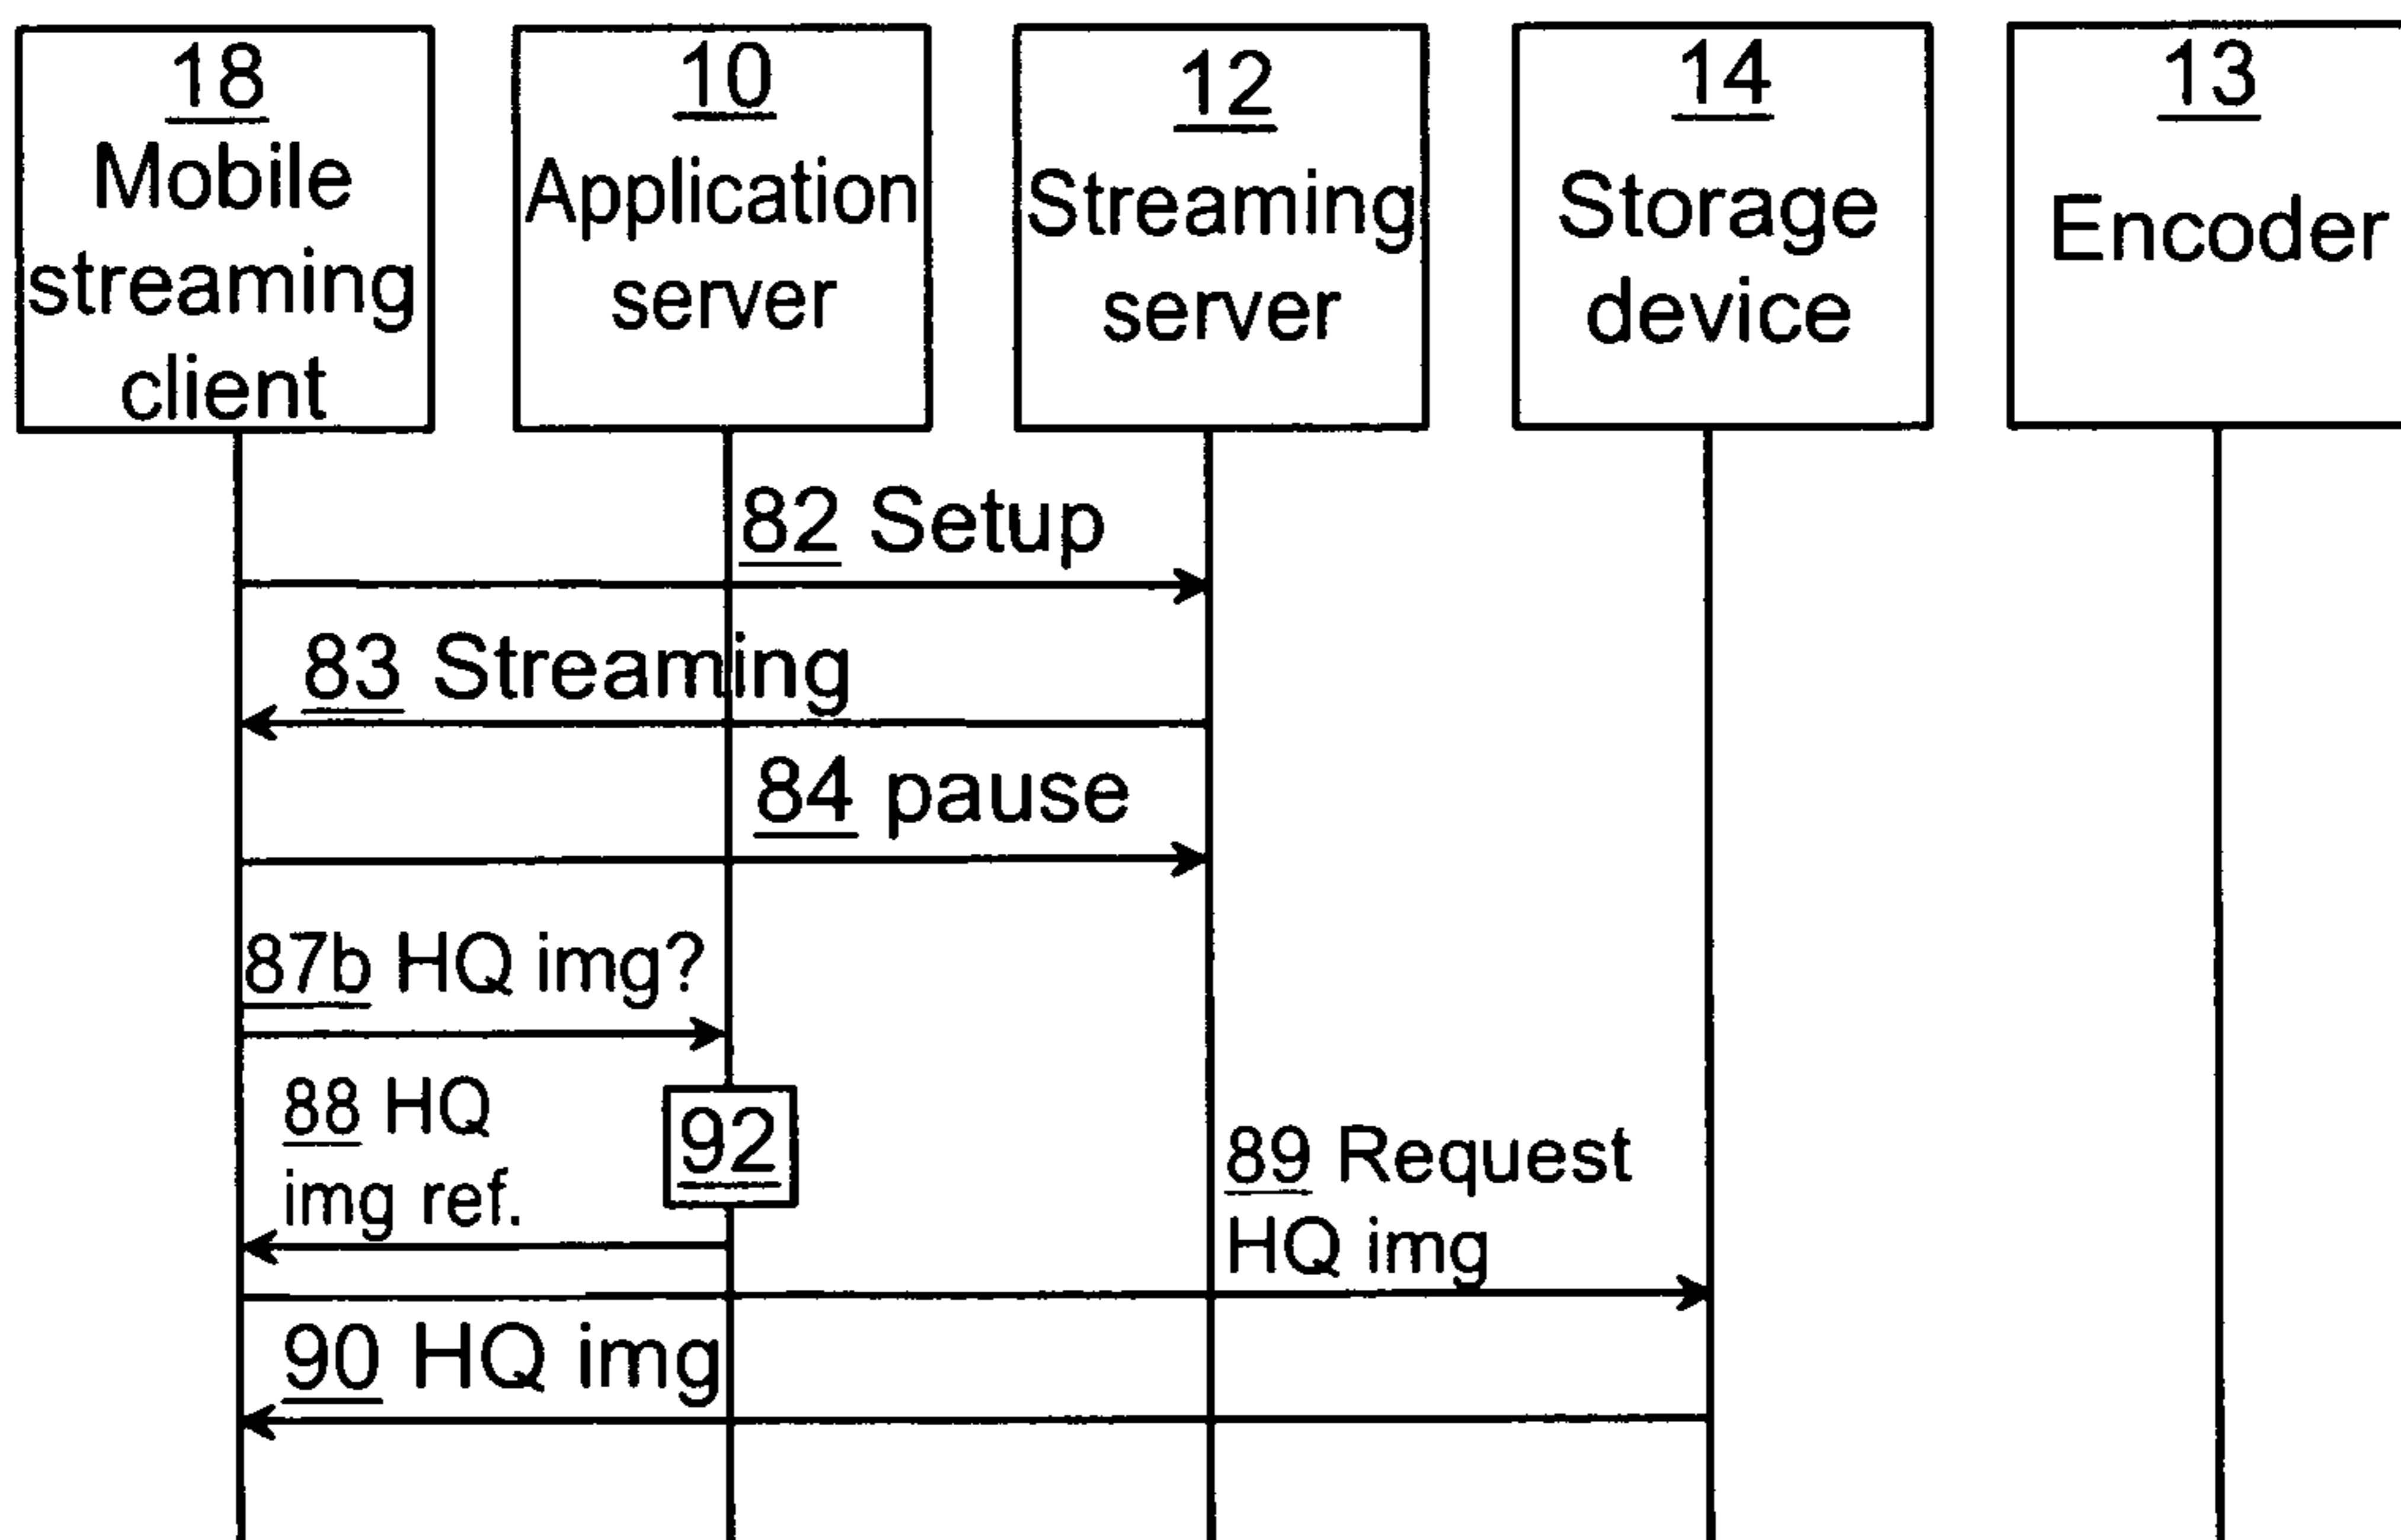 18
Mobile
streaming
client
10
Application
server
12
Streaming
server
14
Storage
device
13
Encoder
82 Setup
83 Streaming
84 pause
87b HQ img?
88 HQ
img ref.
92
89 Request
HQ img
90 HQ img